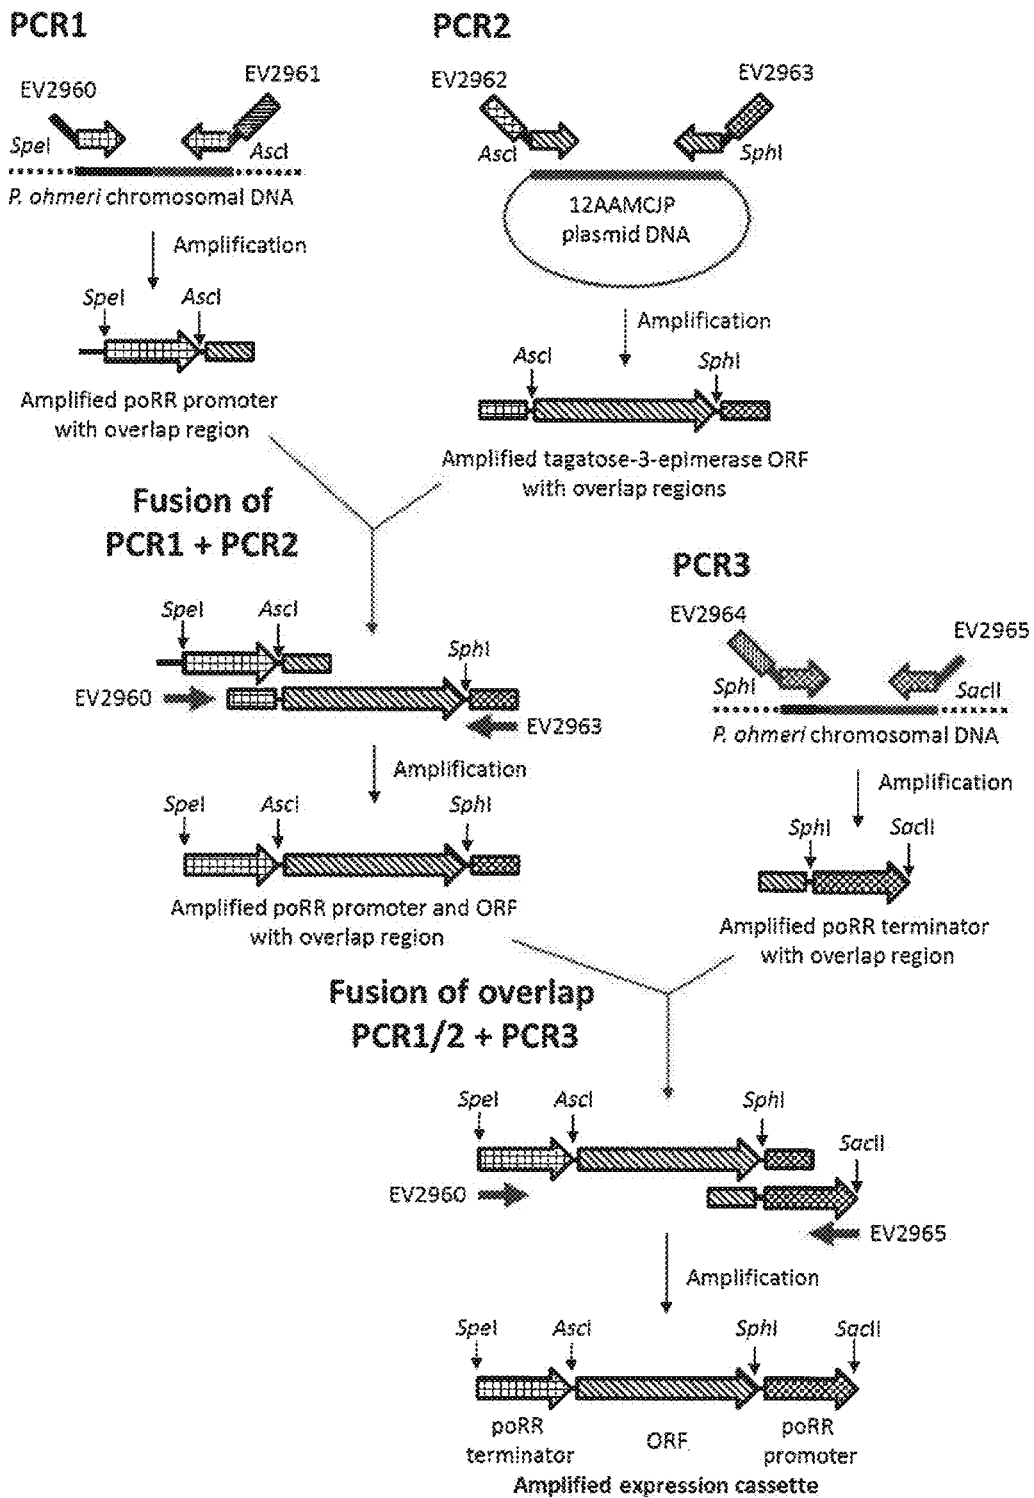 PCR1
EV2960
EV2961
SpeI
AscI
P. ohmeri chromosomal DNA
Amplification
SpeI
AscI
Amplified poRR promoter
with overlap region
PCR2
EV2962
EV2963
AscI
SphI
12AAMCJP
plasmid DNA
Amplification
AscI
SphI
Amplified tagatose-3-epimerase ORF
with overlap regions
Fusion of
PCR1 + PCR2
SpeI
AscI
SphI
EV2960
EV2963
Amplification
SpeI
AscI
SphI
Amplified poRR promoter and ORF
with overlap region
PCR3
EV2964
EV2965
SphI
SacII
P. ohmeri chromosomal DNA
Amplification
SphI
SacII
Amplified poRR terminator
with overlap region
Fusion of overlap
PCR1/2 + PCR3
SpeI
AscI
SphI
SacII
EV2960
EV2965
Amplification
SpeI
AscI
SphI
SacII
poRR
terminator
ORF
poRR
promoter
Amplified expression cassette